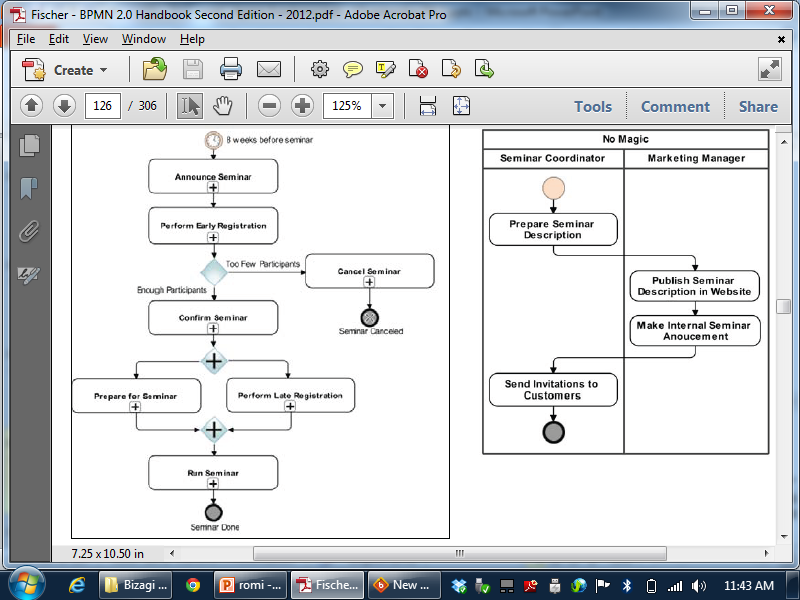 Fischer - BPMN 2.0 Handbook Second Edition - 2012.pdf - Adobe Acrobat Pro
File Edit View Window Help
Create
126 / 306
125%
Tools Comment Share
8 weeks before seminar
Announce Seminar
Perform Early Registration
Too Few Participants
Cancel Seminar
Enough Participants
Confirm Seminar
Seminar Canceled
Prepare for Seminar
Perform Late Registration
Run Seminar
Seminar Done
No Magic
Seminar Coordinator
Marketing Manager
Prepare Seminar
Description
Publish Seminar
Description in Website
Make Internal Seminar
Anoucement
Send Invitations to
Customers
7.25 x 10.50 in
Bizagi ...
romi -...
Fische...
New ...
11:43 AM